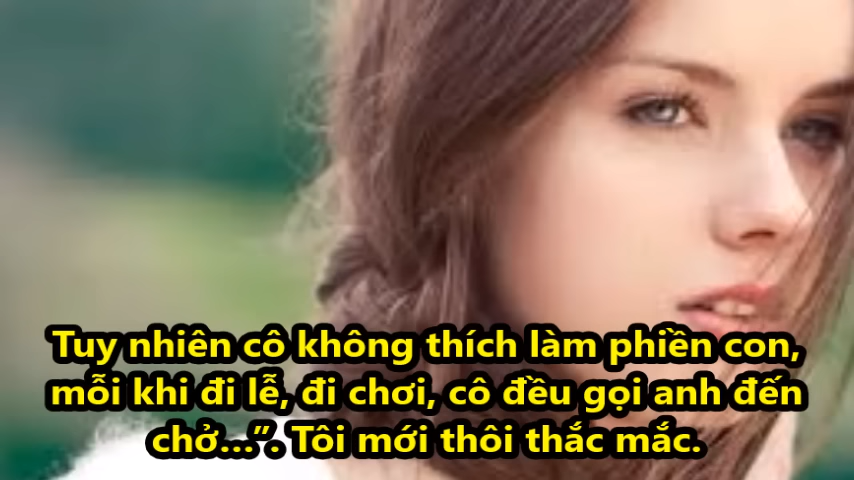 Tuy nhiên cô không thích làm phiền con,
mỗi khi đi lễ, đi chơi, cô đều gọi anh đến
chở...”. Tôi mới thôi thắc mắc.